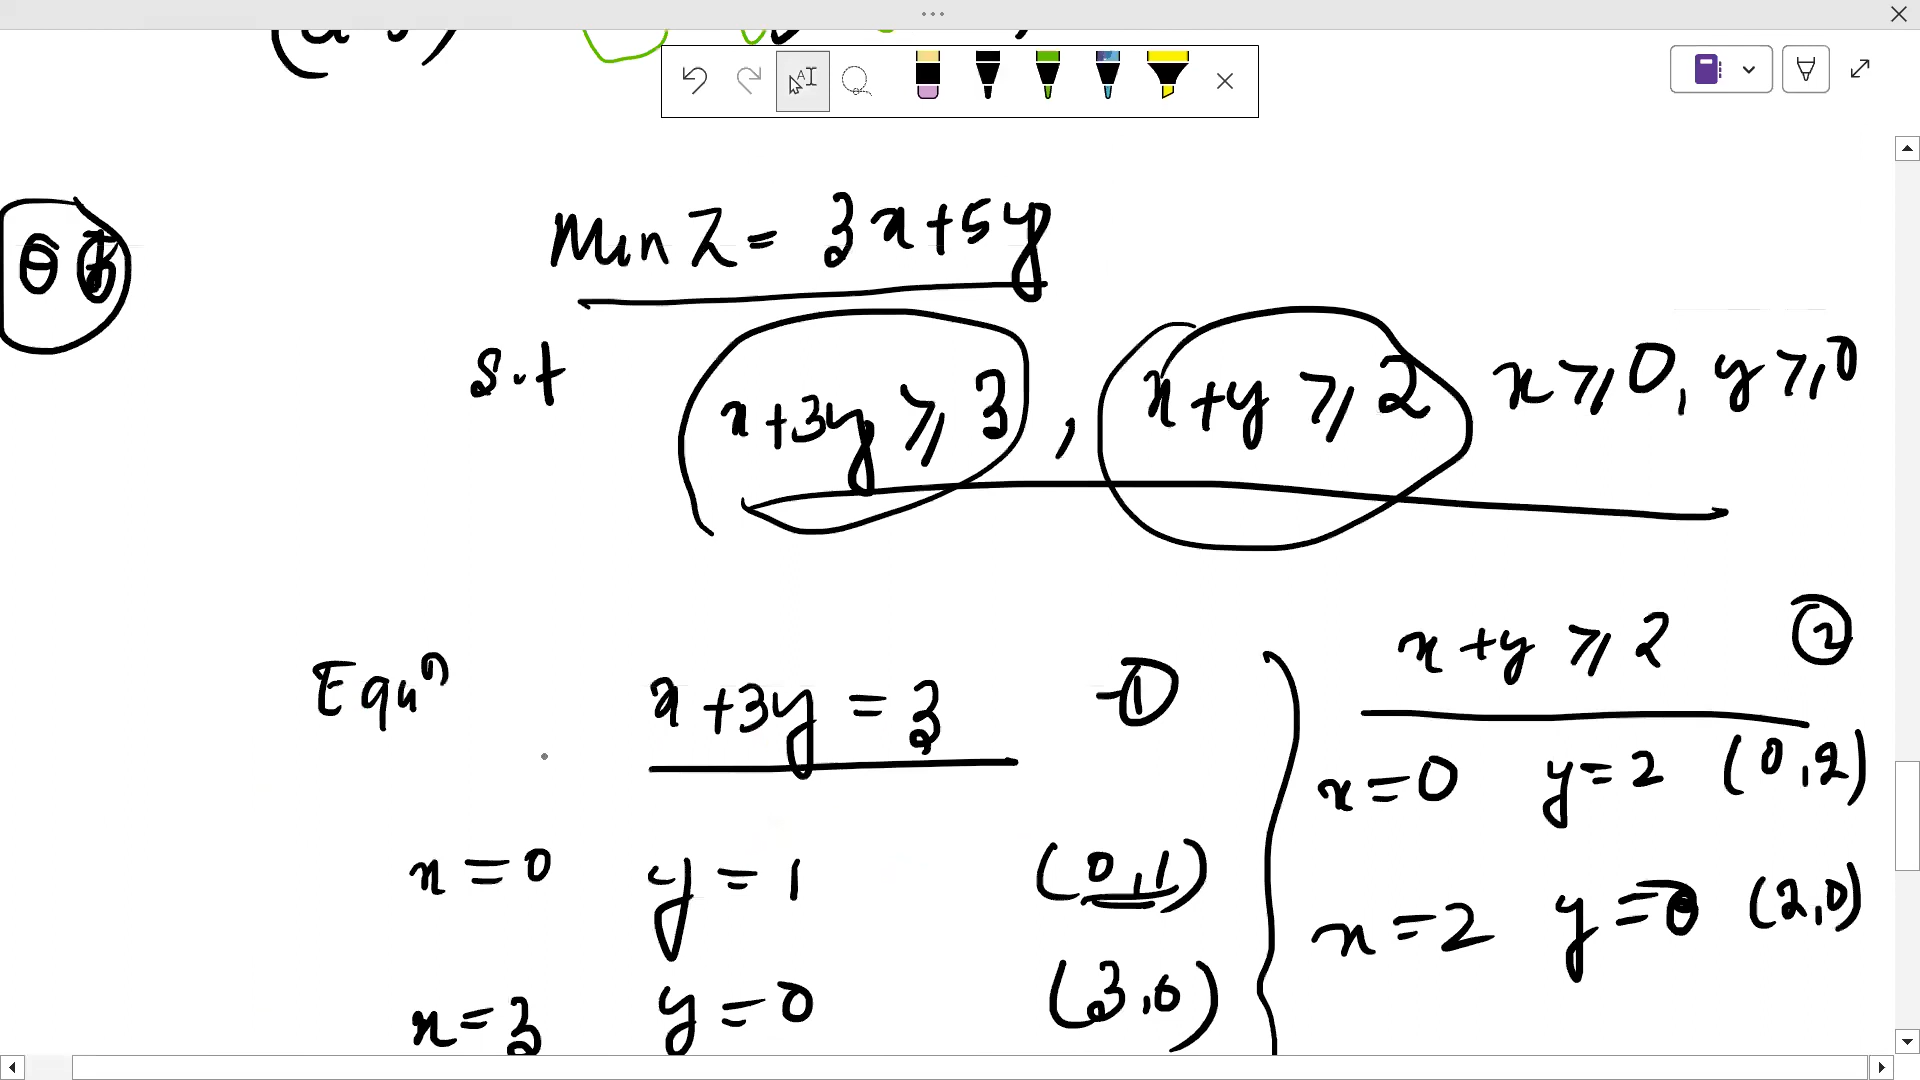 Min Z = 3x+5y
s.t x+3y ⩾ 3, x+y ⩾ 2 x⩾0, y⩾0
Equⁿ x+3y = 3 -①
x=0 y=1 (0,1)
x=3 y=0 (3,0)
x+y ⩾ 2 ②
x=0 y=2 (0,2)
x=2 y=0 (2,0)